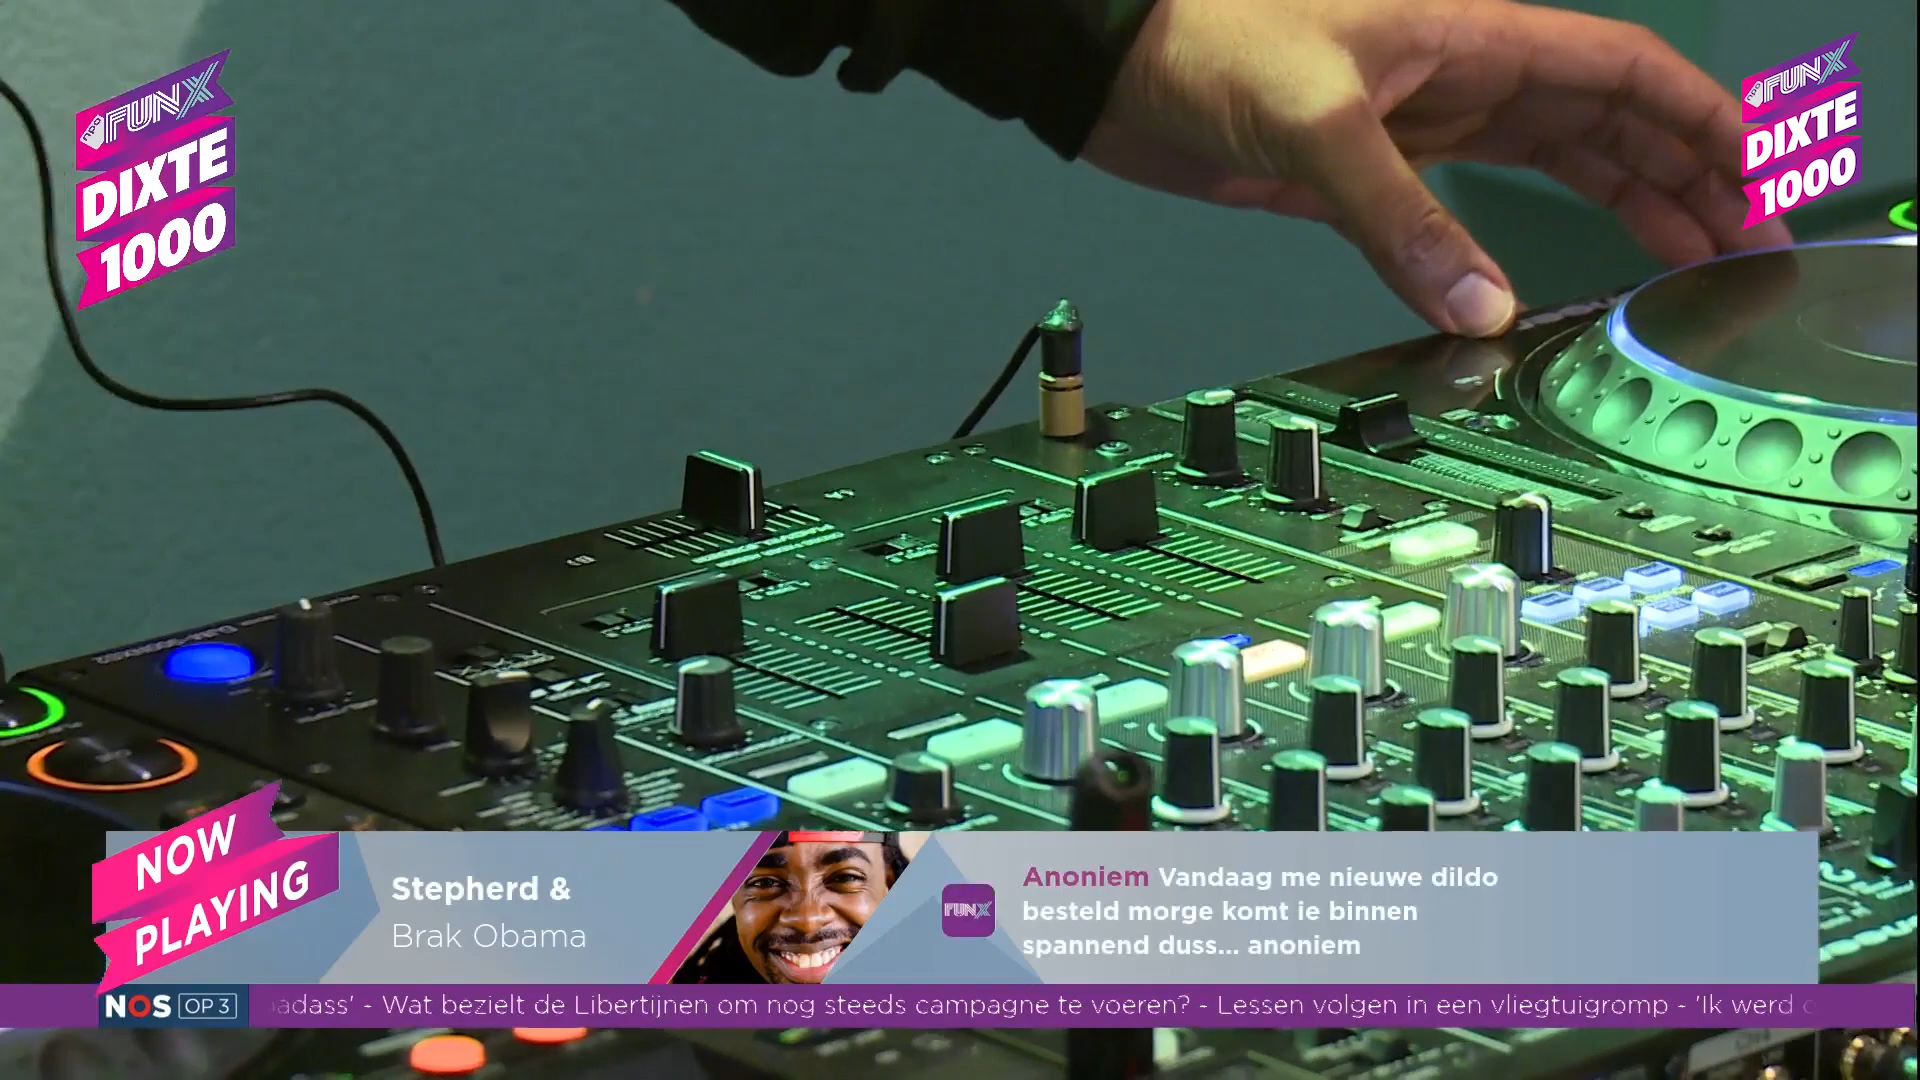 npo FUNX
DIXTE
1000
npo FUNX
DIXTE
1000
NOW
PLAYING
Stepherd &
Brak Obama
FUNX
Anoniem Vandaag me nieuwe dildo
besteld morge komt ie binnen
spannend duss... anoniem
NOS OP 3
adass' - Wat bezielt de Libertijnen om nog steeds campagne te voeren? - Lessen volgen in een vliegtuigromp - 'Ik werd